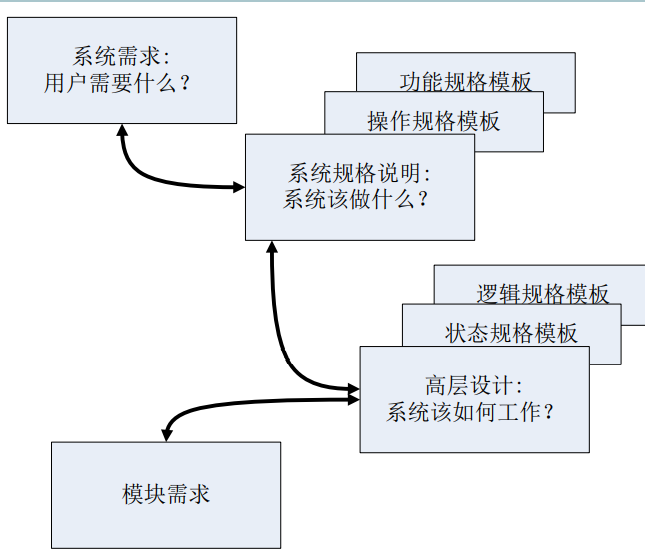 系统需求:
用户需要什么？
功能规格模板
操作规格模板
系统规格说明:
系统该做什么？
逻辑规格模板
状态规格模板
高层设计:
系统该如何工作？
模块需求